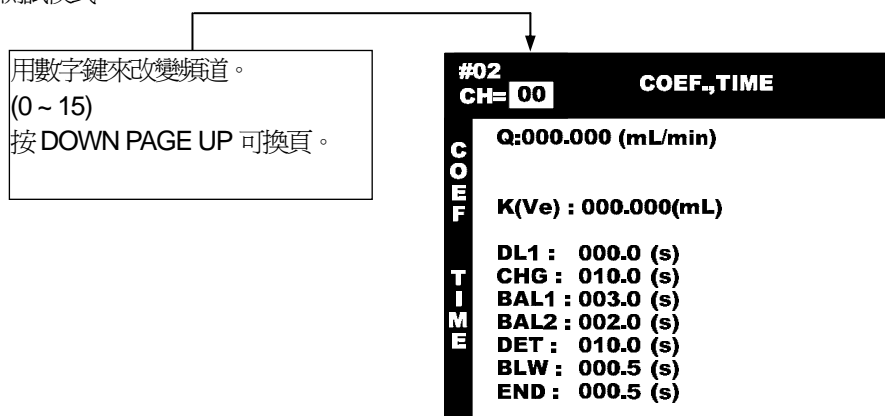 用數字鍵來改變頻道。
(0 ~ 15)
按 DOWN PAGE UP 可換頁。
#02
CH= 00
COEF.,TIME
COEF
TIME
Q:000.000 (mL/min)
K(Ve) : 000.000(mL)
DL1 : 000.0 (s)
CHG : 010.0 (s)
BAL1 : 003.0 (s)
BAL2 : 002.0 (s)
DET : 010.0 (s)
BLW : 000.5 (s)
END : 000.5 (s)